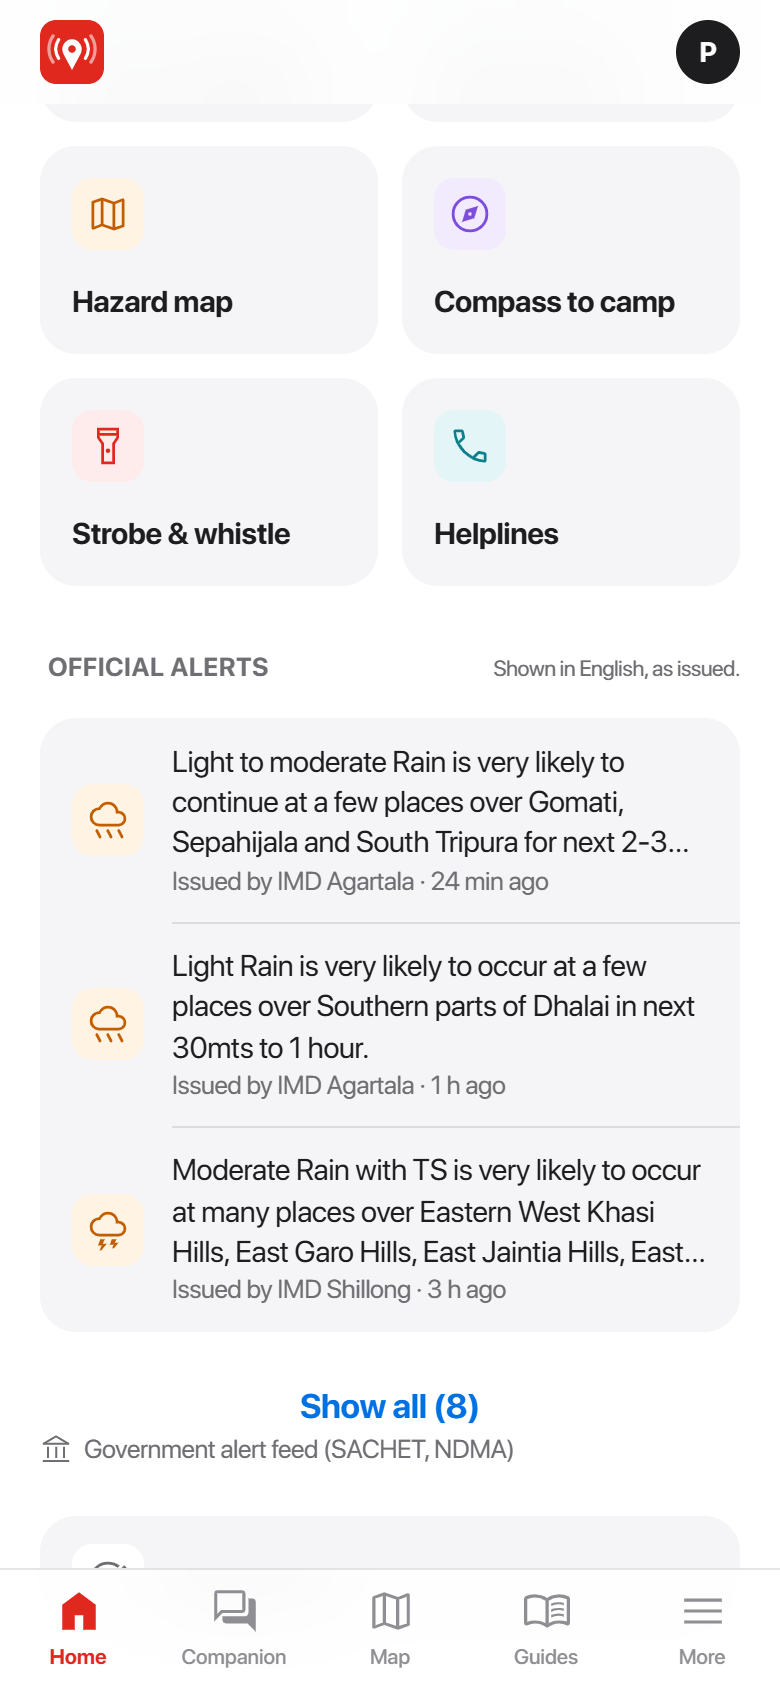 P
Hazard map
Compass to camp
Strobe & whistle
Helplines
OFFICIAL ALERTS
Shown in English, as issued.
Light to moderate Rain is very likely to
continue at a few places over Gomati,
Sepahijala and South Tripura for next 2-3...
Issued by IMD Agartala · 24 min ago
Light Rain is very likely to occur at a few
places over Southern parts of Dhalai in next
30mts to 1 hour.
Issued by IMD Agartala · 1 h ago
Moderate Rain with TS is very likely to occur
at many places over Eastern West Khasi
Hills, East Garo Hills, East Jaintia Hills, East...
Issued by IMD Shillong · 3 h ago
Show all (8)
Government alert feed (SACHET, NDMA)
Home
Companion
Map
Guides
More